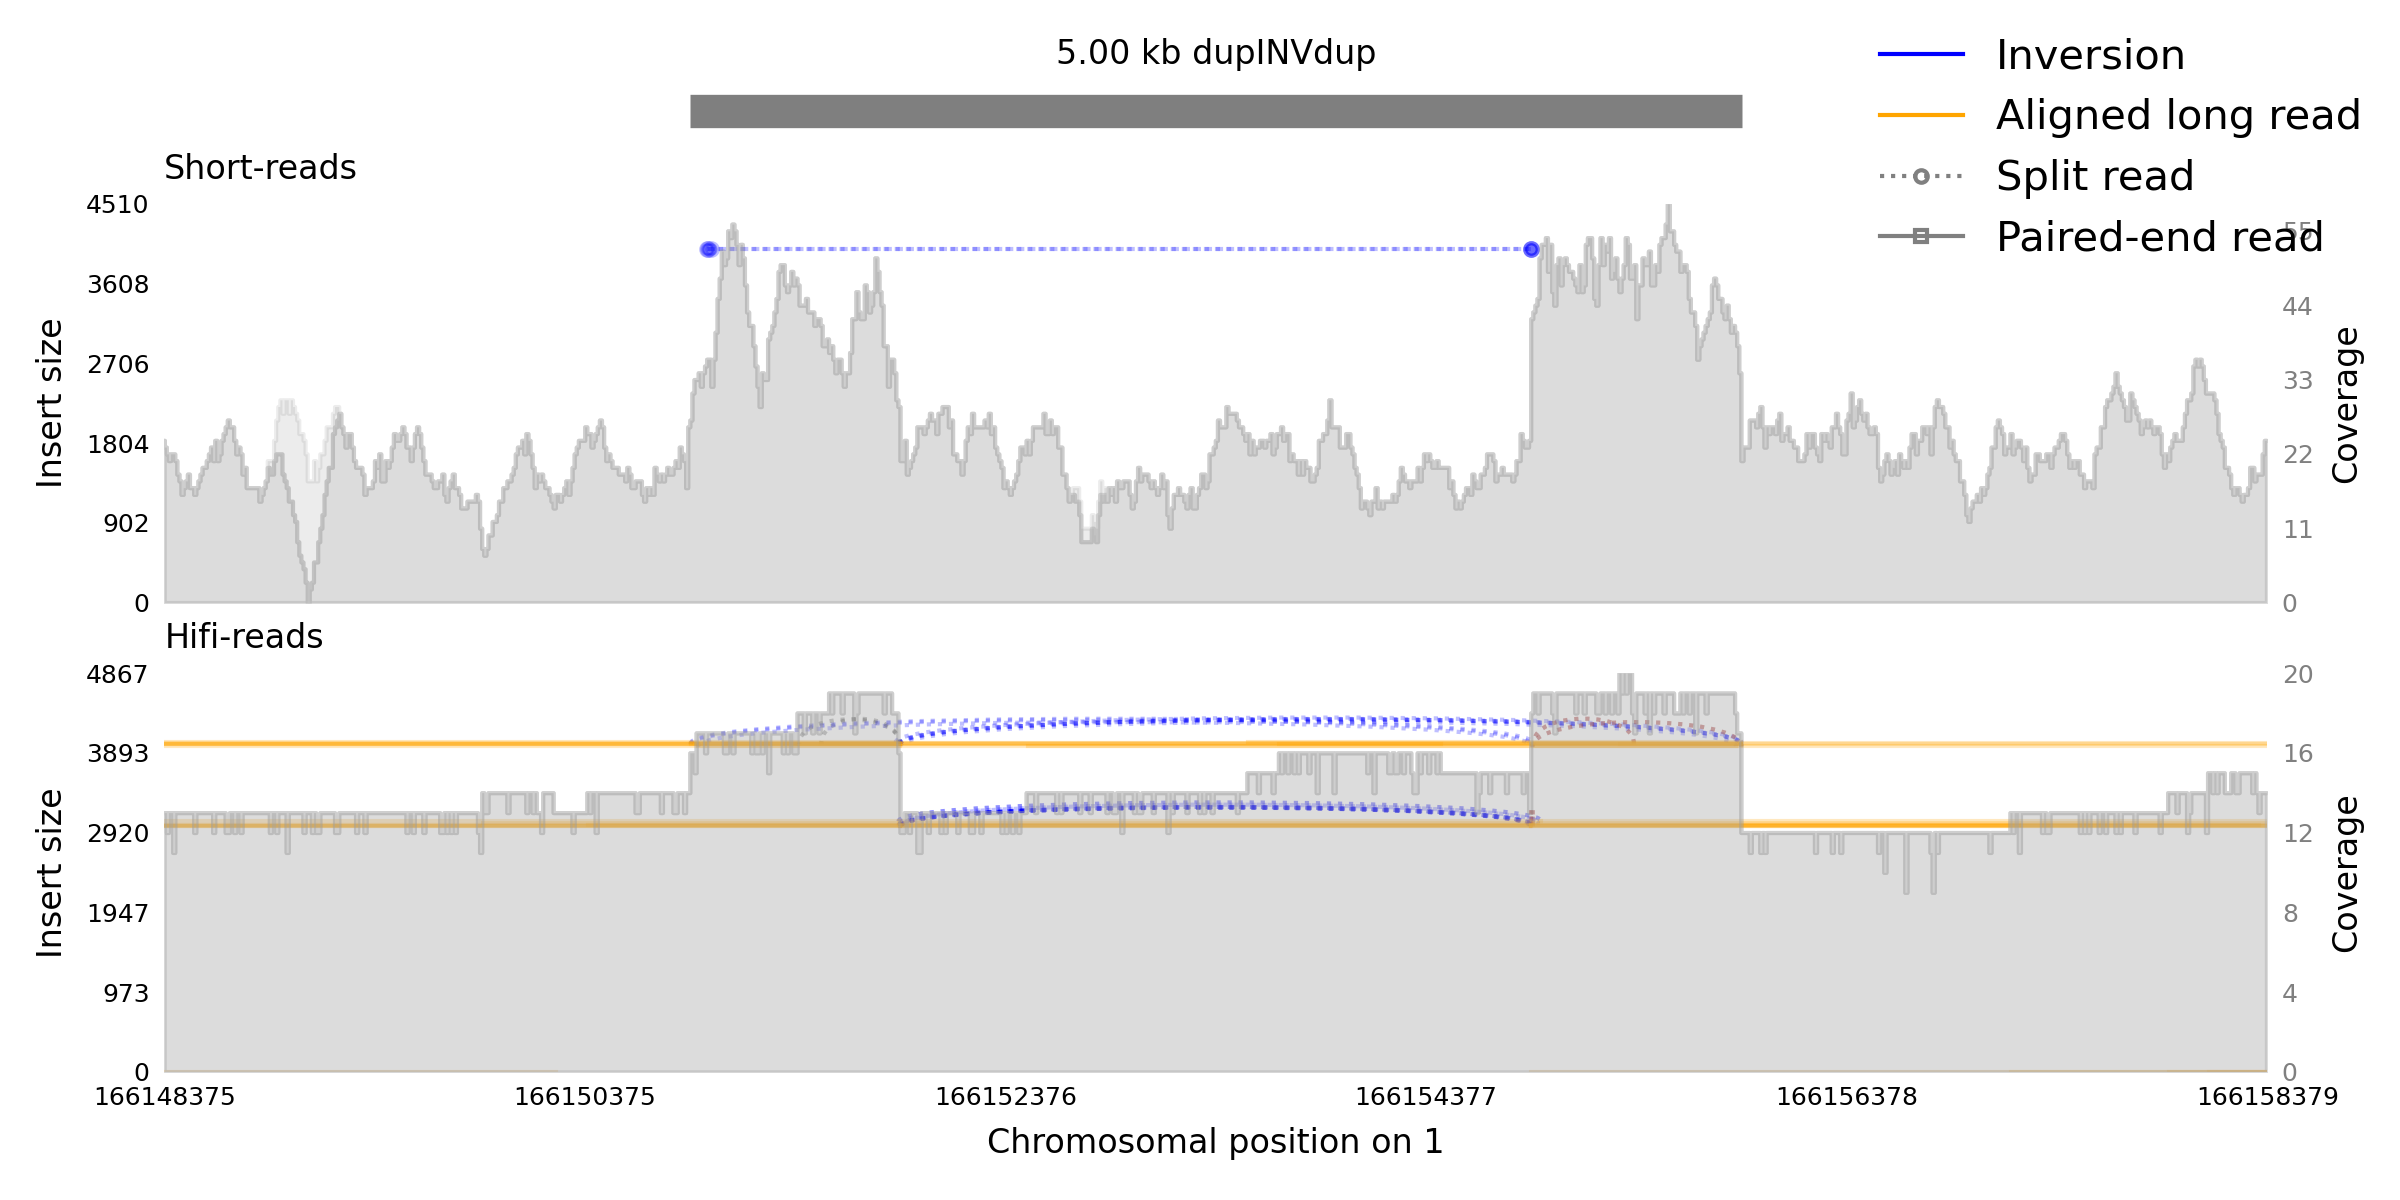 5.00 kb dupINVdup
Inversion
Aligned long read
Split read
Paired-end read
Short-reads
4510
3608
2706
1804
902
0
Insert size
55
44
33
22
11
0
Coverage
Hifi-reads
4867
3893
2920
1947
973
0
Insert size
20
16
12
8
4
0
Coverage
166148375
166150375
166152376
166154377
166156378
166158379
Chromosomal position on 1